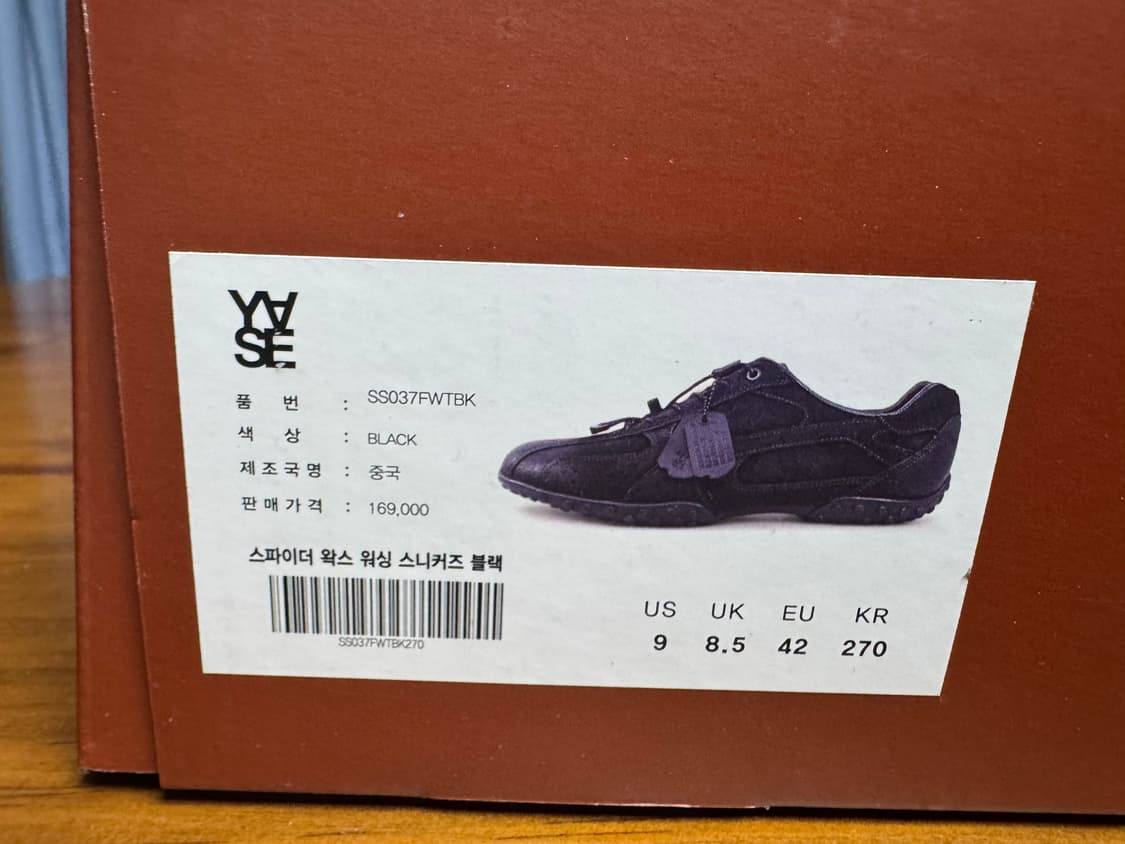 YA
SE
품 번 : SS037FWTBK
색 상 : BLACK
제조국명 : 중국
판매가격 : 169,000
스파이더 왁스 워싱 스니커즈 블랙
SS037FWTBK270
US UK EU KR
9 8.5 42 270